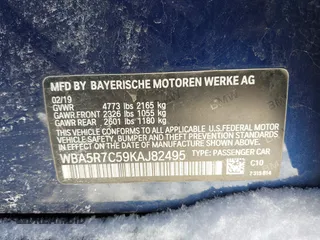 MFD BY BAYERISCHE MOTOREN WERKE AG
02/19
GVWR 4773 lbs 2165 kg
GAWR FRONT 2326 lbs 1055 kg
GAWR REAR 2601 lbs 1180 kg
THIS VEHICLE CONFORMS TO ALL APPLICABLE
U.S. FEDERAL MOTOR VEHICLE SAFETY,
BUMPER, AND THEFT PREVENTION STANDARDS
IN EFFECT ON THE DATE OF
MANUFACTURE SHOWN ABOVE.
WBA5R7C59KAJ82495 TYPE: PASSENGER CAR
C10